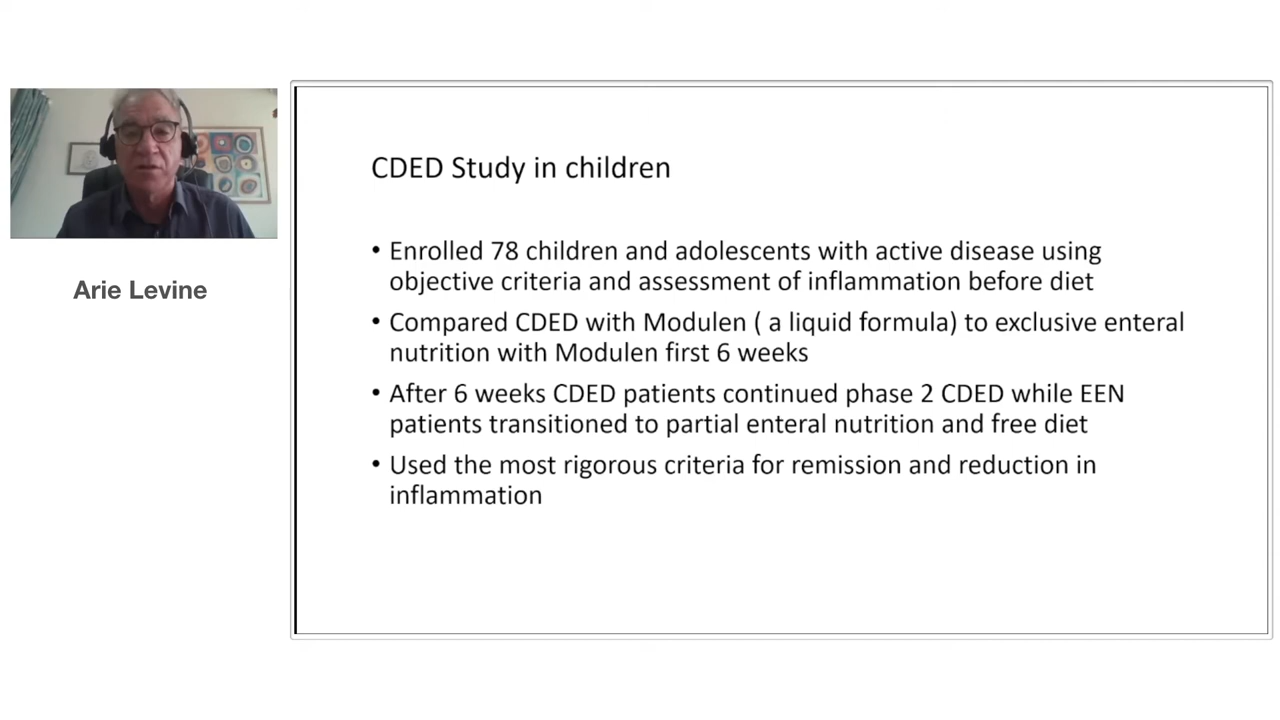 Arie Levine
CDED Study in children
• Enrolled 78 children and adolescents with active disease using
objective criteria and assessment of inflammation before diet
• Compared CDED with Modulen ( a liquid formula) to exclusive enteral
nutrition with Modulen first 6 weeks
• After 6 weeks CDED patients continued phase 2 CDED while EEN
patients transitioned to partial enteral nutrition and free diet
• Used the most rigorous criteria for remission and reduction in
inflammation